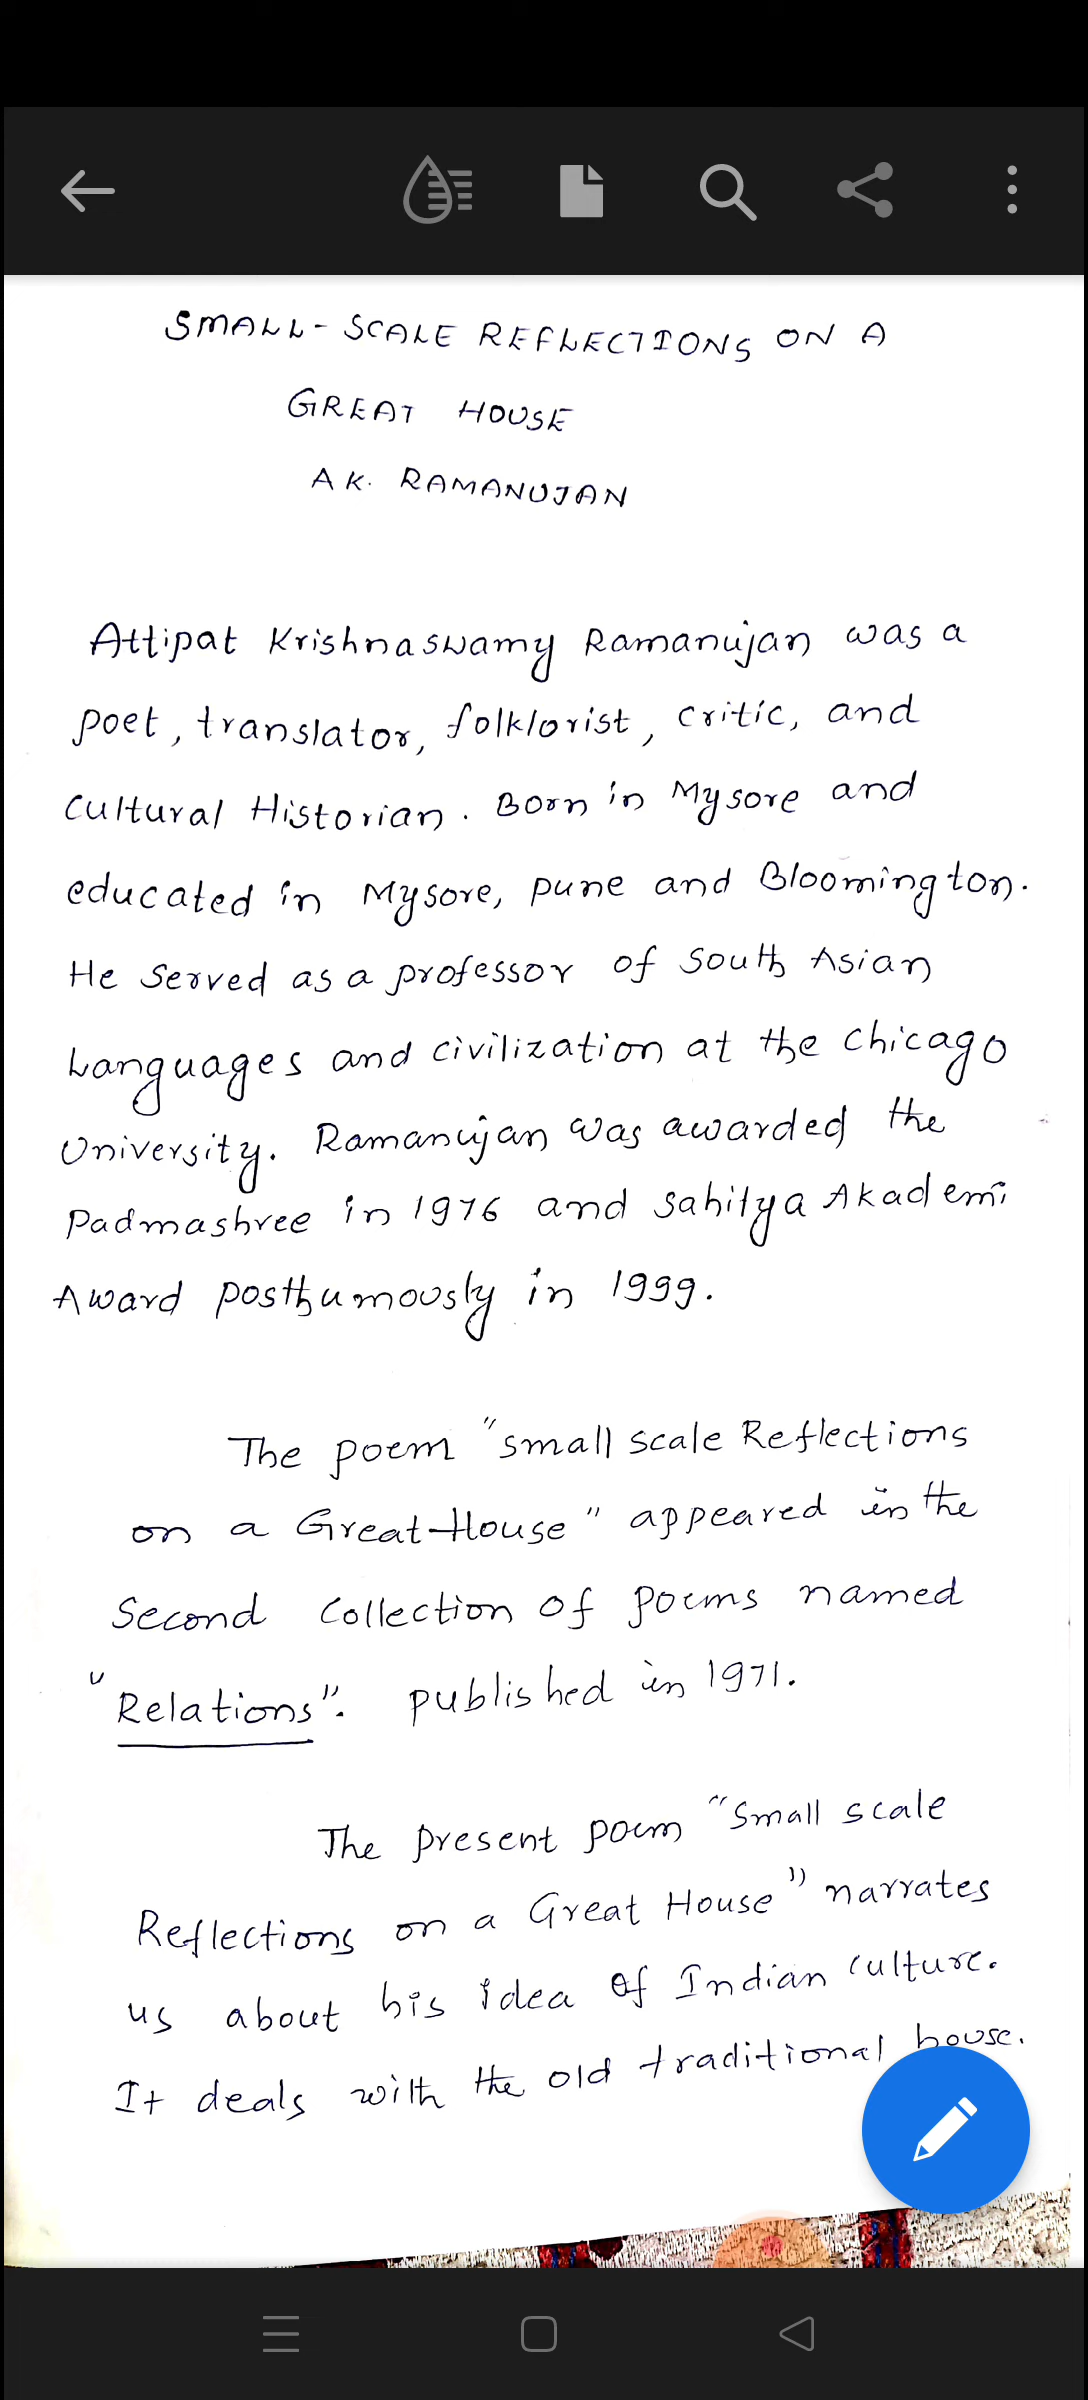 SMALL-SCALE REFLECTIONS ON A
GREAT HOUSE
A K. RAMANUJAN
Attipat Krishnaswamy Ramanujan was a
poet, translator, folklorist, critic, and
Cultural Historian. Born in Mysore and
educated in Mysore, pune and Bloomington.
He Served as a professor of South Asian
Languages and civilization at the Chicago
University. Ramanujan was awarded the
Padmashree in 1976 and Sahitya Akademi
Award posthumously in 1999.
The poem "small scale Reflections
on a Great House" appeared in the
Second Collection of poems named
"Relations". published in 1971.
The present poem "Small scale
Reflections on a Great House" narrates
us about his idea of Indian culture.
It deals with the old traditional house.